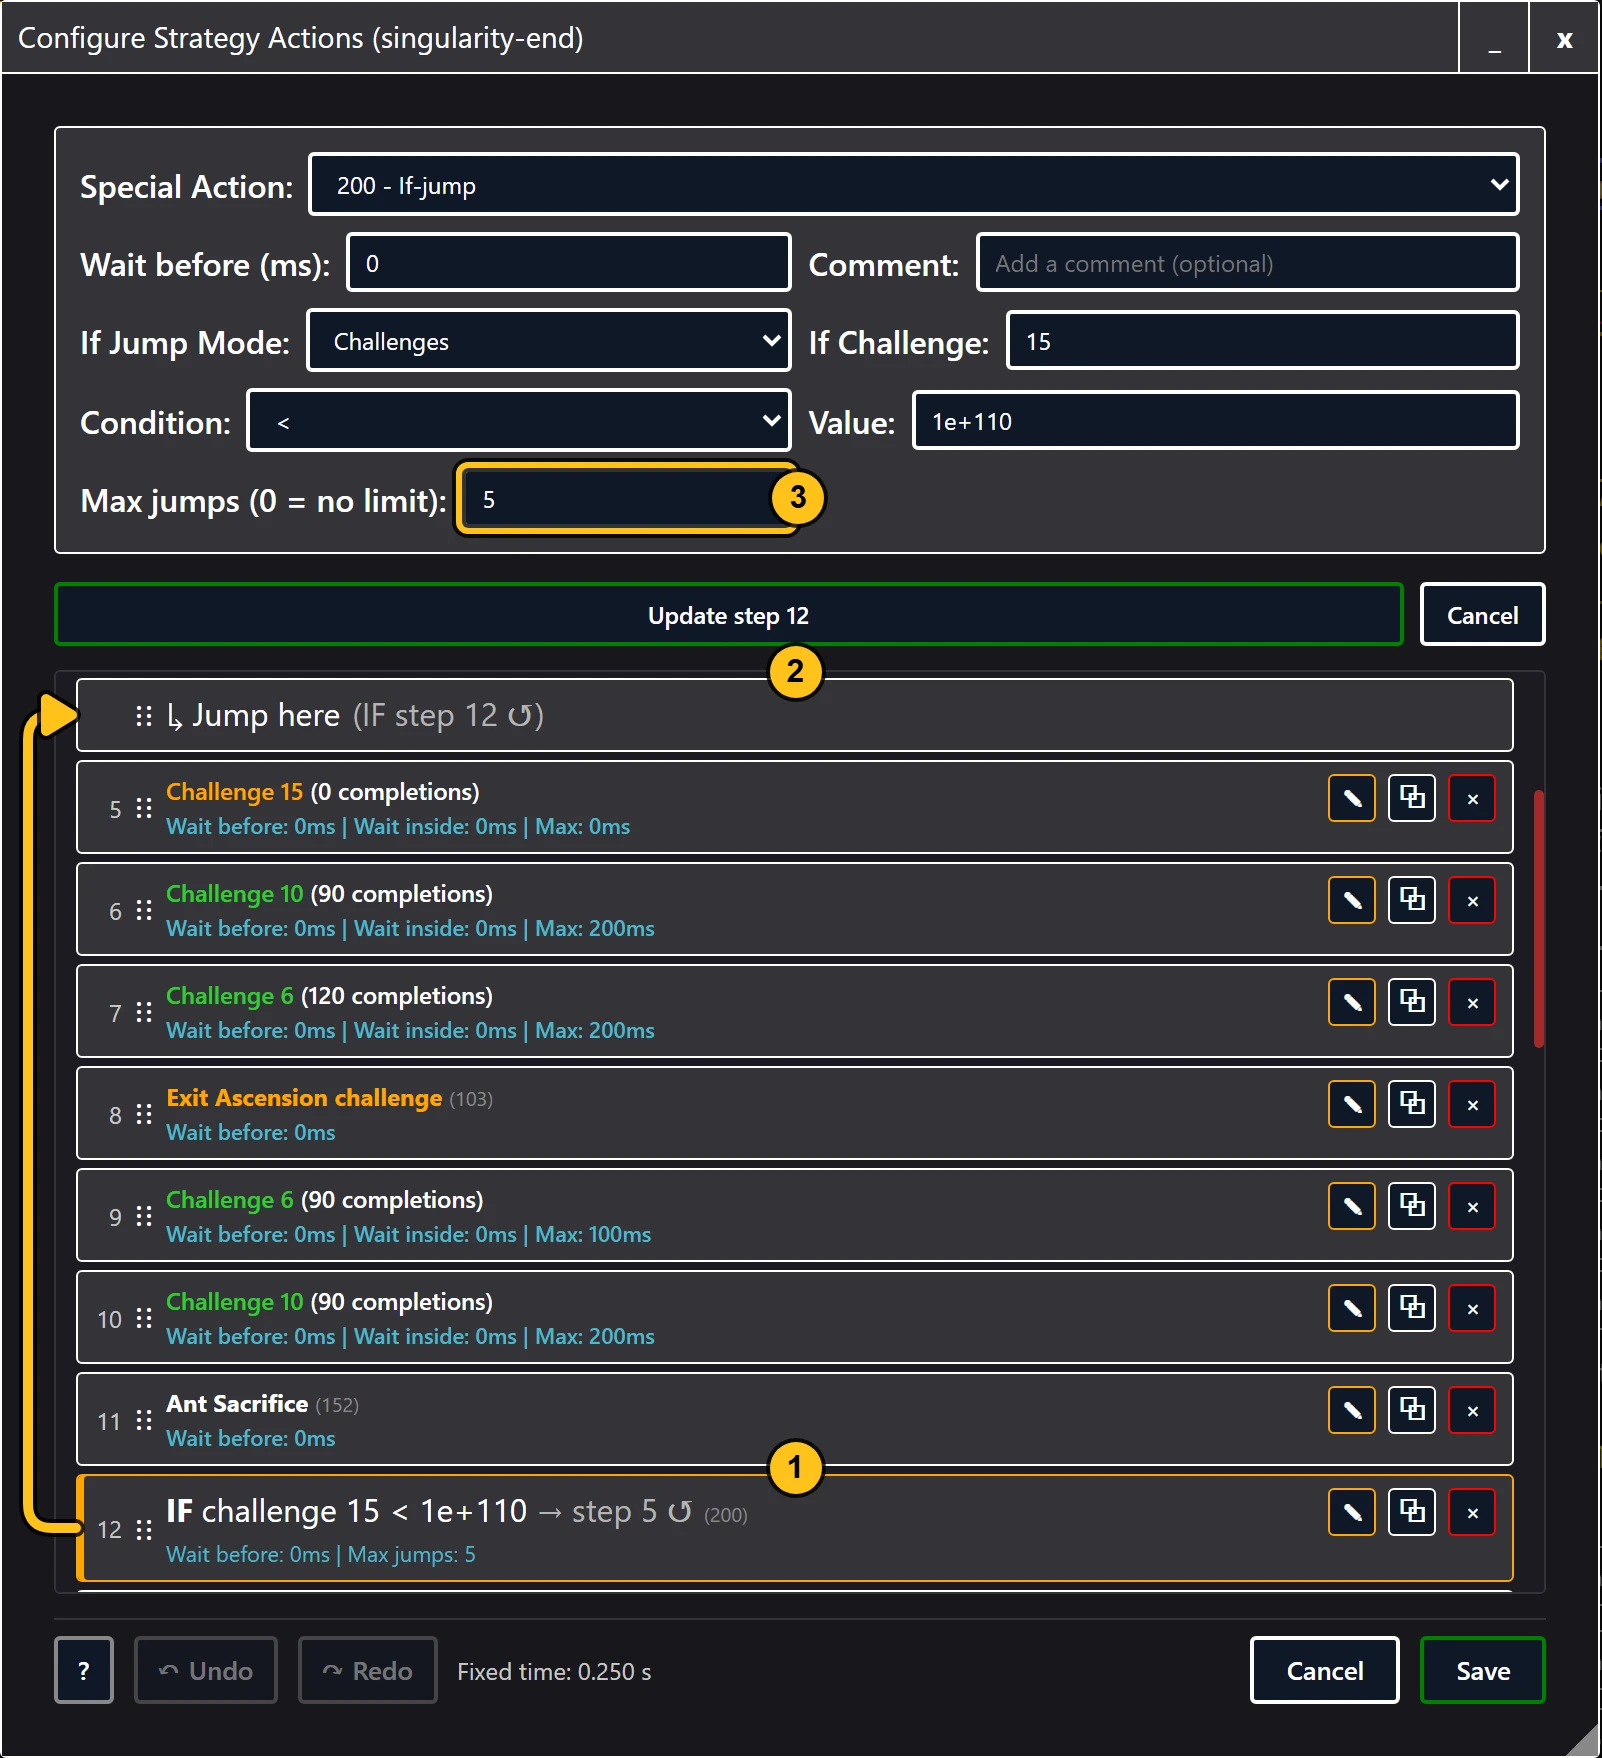 Configure Strategy Actions (singularity-end)
_
x
Special Action: 200 - If-jump
Wait before (ms): 0 Comment: Add a comment (optional)
If Jump Mode: Challenges If Challenge: 15
Condition: < Value: 1e+110
Max jumps (0 = no limit): 5 3
Update step 12 Cancel
2
↳ Jump here (IF step 12 ↺)
5 Challenge 15 (0 completions)
Wait before: 0ms | Wait inside: 0ms | Max: 0ms
6 Challenge 10 (90 completions)
Wait before: 0ms | Wait inside: 0ms | Max: 200ms
7 Challenge 6 (120 completions)
Wait before: 0ms | Wait inside: 0ms | Max: 200ms
8 Exit Ascension challenge (103)
Wait before: 0ms
9 Challenge 6 (90 completions)
Wait before: 0ms | Wait inside: 0ms | Max: 100ms
10 Challenge 10 (90 completions)
Wait before: 0ms | Wait inside: 0ms | Max: 200ms
11 Ant Sacrifice (152)
Wait before: 0ms
1
12 IF challenge 15 < 1e+110 → step 5 ↺ (200)
Wait before: 0ms | Max jumps: 5
? Undo Redo Fixed time: 0.250 s Cancel Save